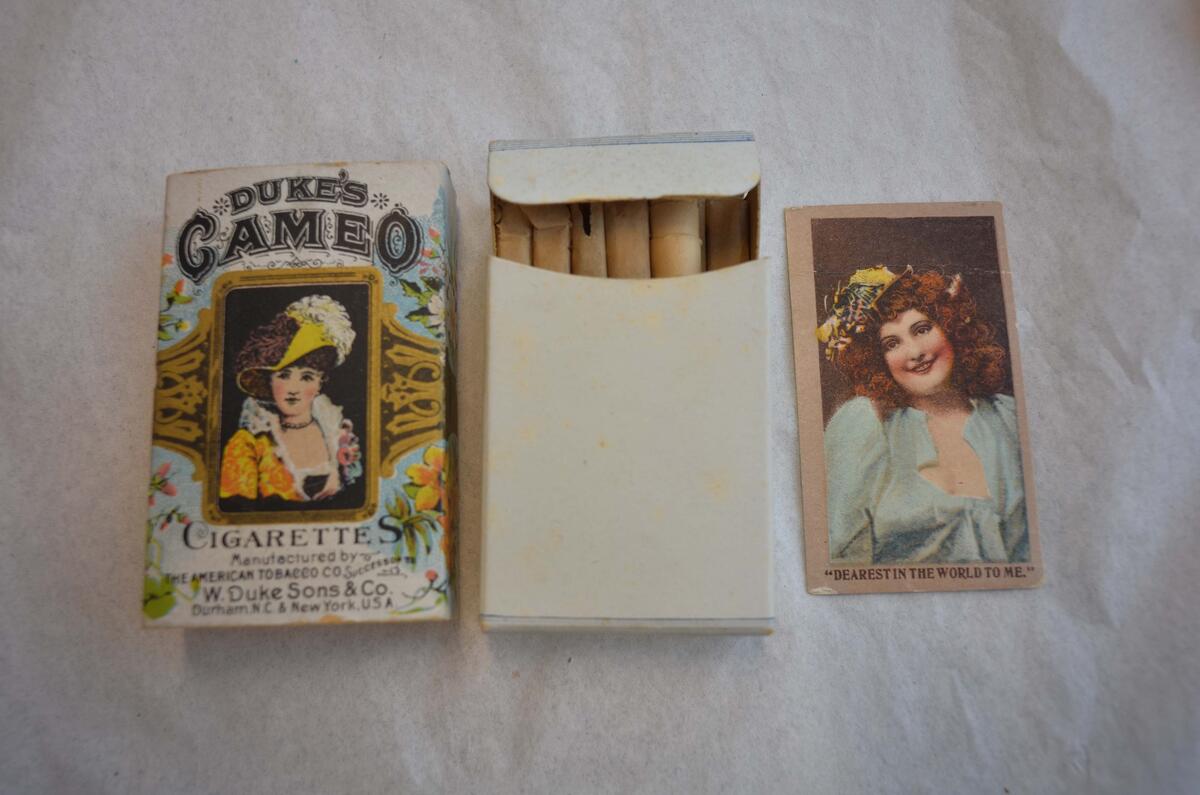 DUKE'S
CAMEO
CIGARETTES
Manufactured by
THE AMERICAN TOBACCO CO. SUCCESSOR TO
W. Duke Sons & Co.
Durham. N.C. & New York. U.S.A
"DEAREST IN THE WORLD TO ME."